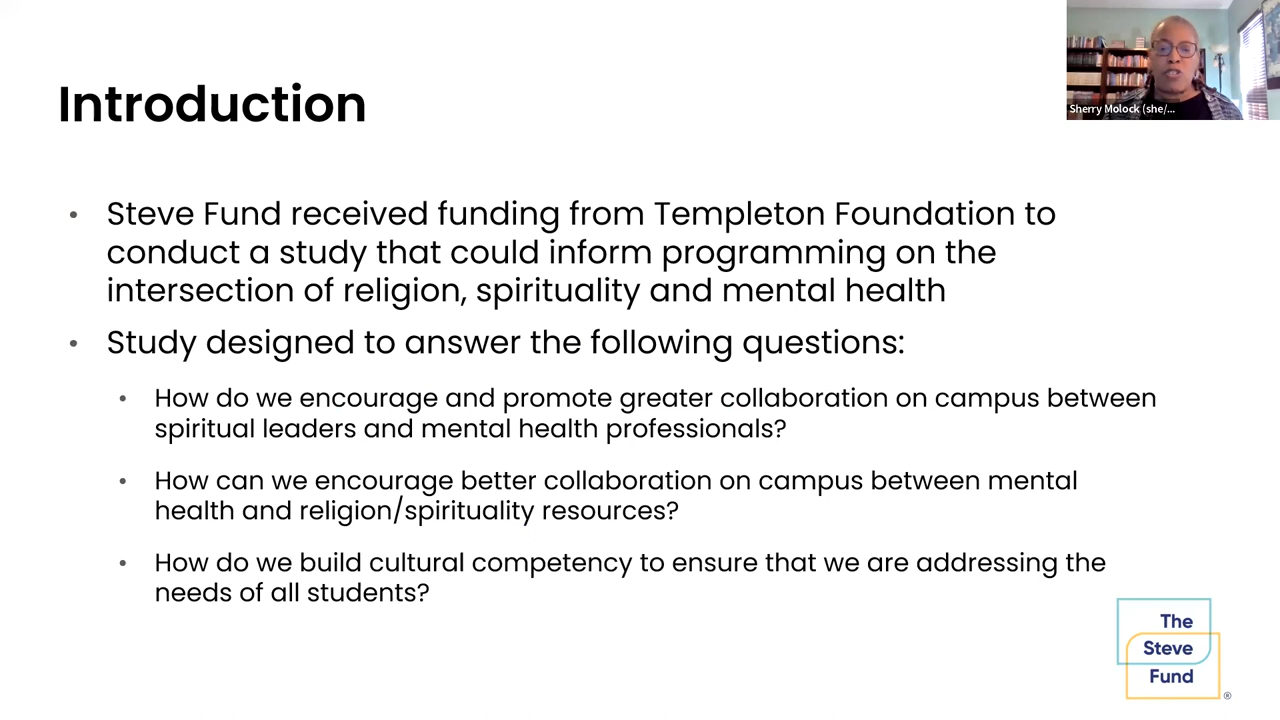 Sherry Molock (she/...
Introduction
• Steve Fund received funding from Templeton Foundation to
conduct a study that could inform programming on the
intersection of religion, spirituality and mental health
• Study designed to answer the following questions:
• How do we encourage and promote greater collaboration on campus between
spiritual leaders and mental health professionals?
• How can we encourage better collaboration on campus between mental
health and religion/spirituality resources?
• How do we build cultural competency to ensure that we are addressing the
needs of all students?
The
Steve
Fund
®